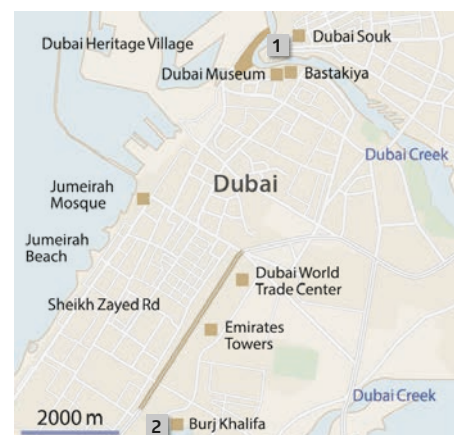 1
Dubai Souk
Dubai Heritage Village
Dubai Museum
Bastakiya
Dubai Creek
Dubai
Jumeirah
Mosque
Jumeirah
Beach
Dubai World
Trade Center
Sheikh Zayed Rd
Emirates
Towers
Dubai Creek
2000 m
2
Burj Khalifa